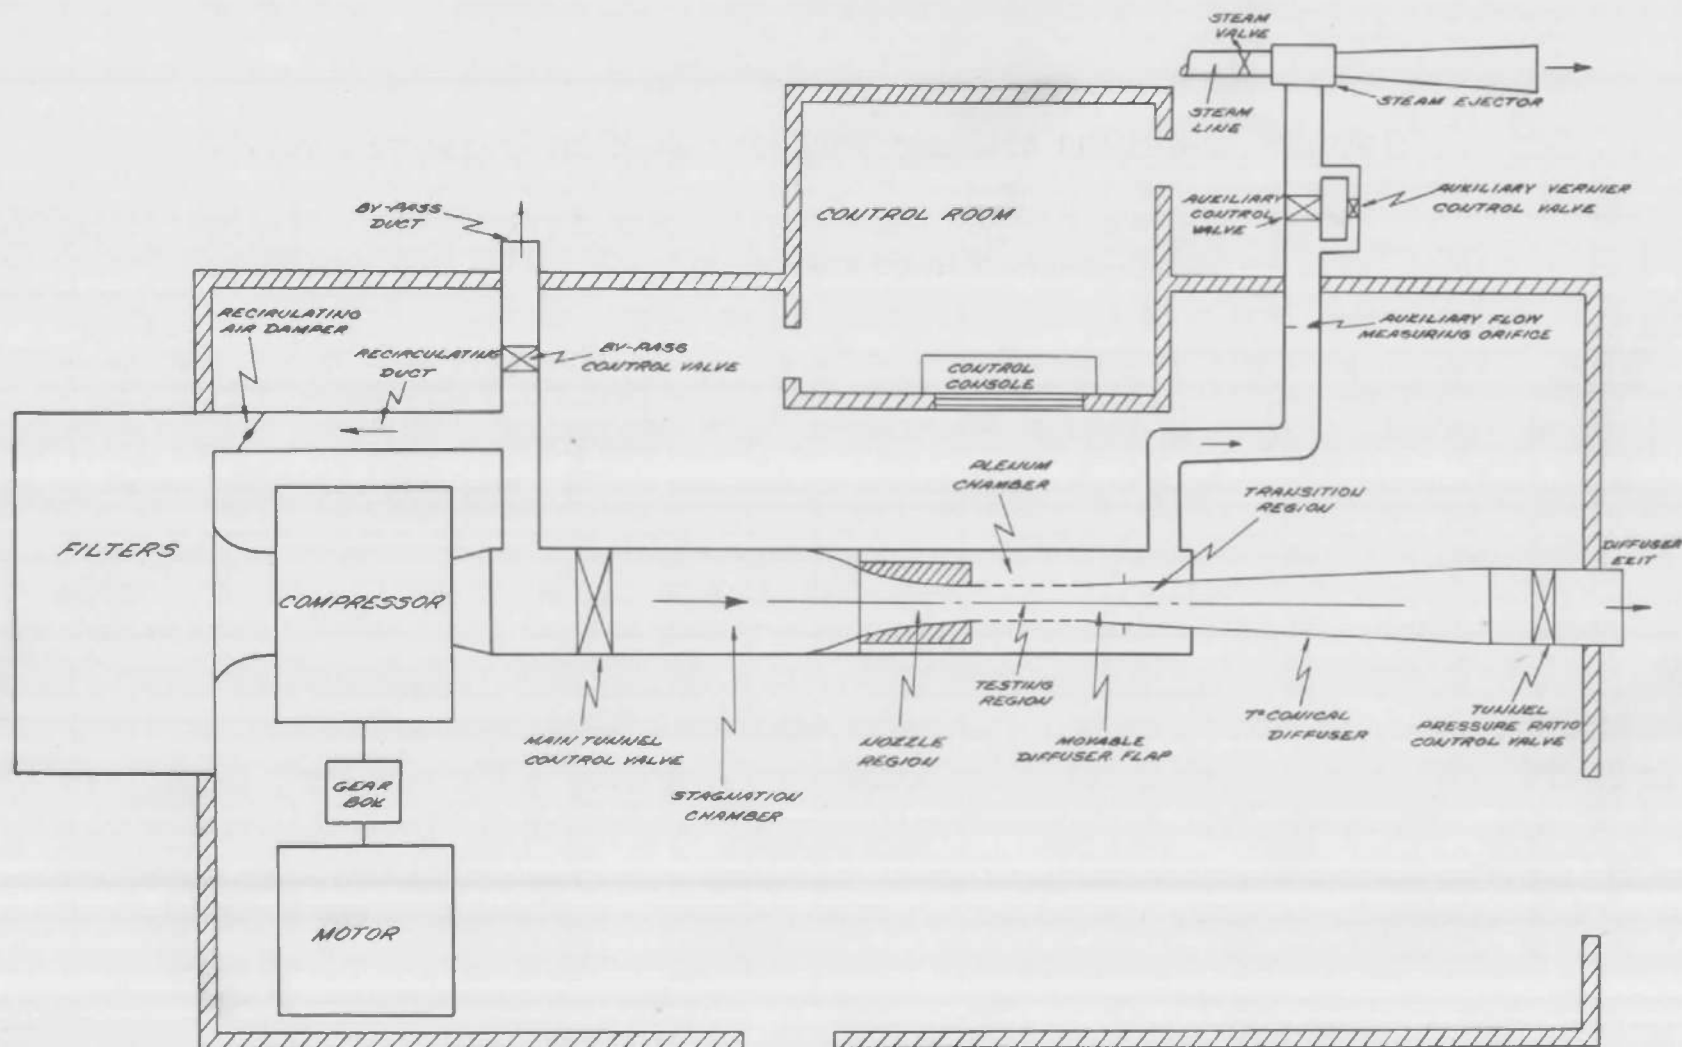 STEAM
VALVE
STEAM
LINE
STEAM EJECTOR
BY-PASS
DUCT
CONTROL ROOM
AUXILIARY
CONTROL
VALVE
AUXILIARY VERNIER
CONTROL VALVE
RECIRCULATING
AIR DAMPER
RECIRCULATING
DUCT
BY-PASS
CONTROL VALVE
CONTROL
CONSOLE
AUXILIARY FLOW
MEASURING ORIFICE
PLENUM
CHAMBER
TRANSITION
REGION
FILTERS
COMPRESSOR
DIFFUSER
EXIT
MAIN TUNNEL
CONTROL VALVE
STAGNATION
CHAMBER
NOZZLE
REGION
TESTING
REGION
MOVABLE
DIFFUSER FLAP
7° CONICAL
DIFFUSER
TUNNEL
PRESSURE RATIO
CONTROL VALVE
GEAR
BOX
MOTOR